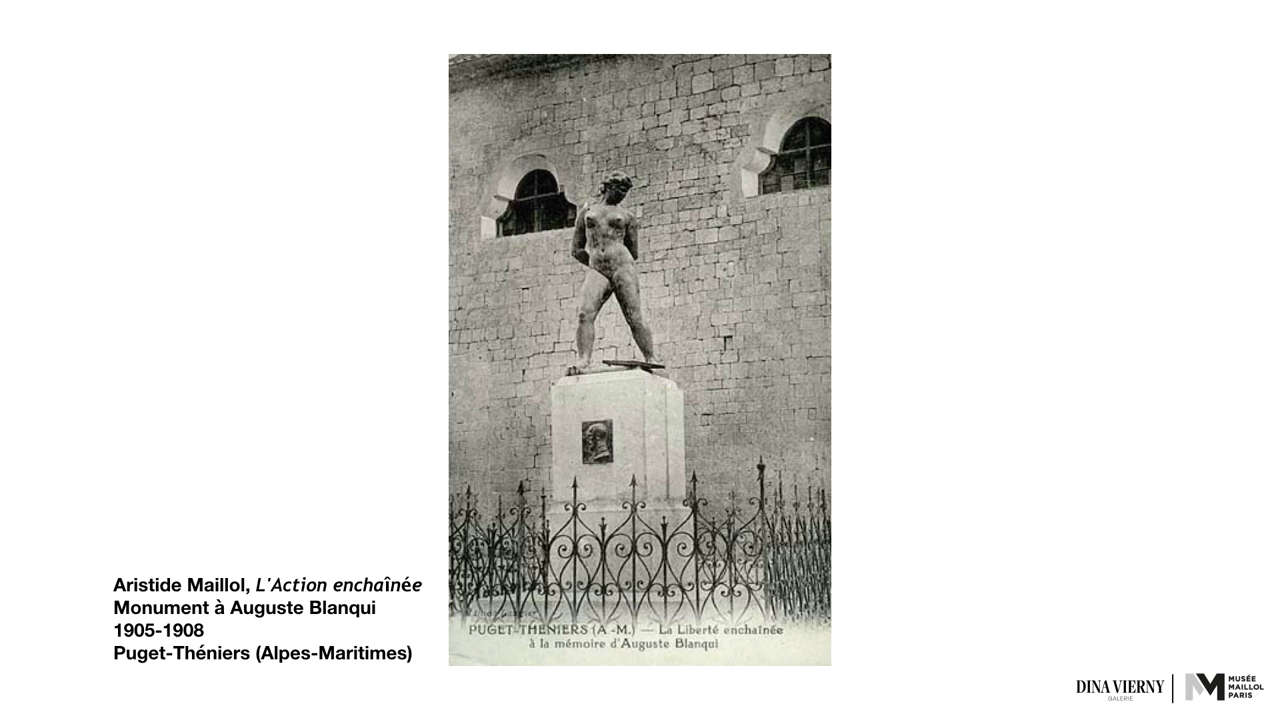 Aristide Maillol, L'Action enchaînée
Monument à Auguste Blanqui
1905-1908
Puget-Théniers (Alpes-Maritimes)
PUGET-THÉNIERS (A.-M.) — La Liberté enchaînée
à la mémoire d'Auguste Blanqui
DINA VIERNY
GALERIE
MUSÉE
MAILLOL
PARIS